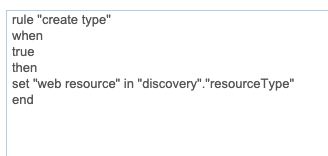 rule "create type"
when
true
then
set "web resource" in "discovery"."resourceType"
end